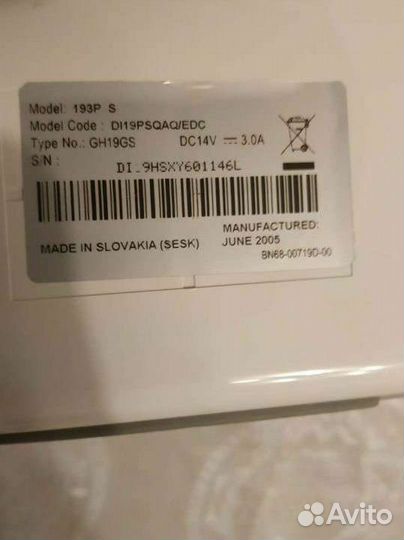 Model: 193P S
Model Code : DI19PSQAQ/EDC
Type No.: GH19GS DC14V ⎓ 3.0A
S/N :
DI.9HSXY601146L
MANUFACTURED:
MADE IN SLOVAKIA (SESK) JUNE 2005
BN68-00719D-00
Avito